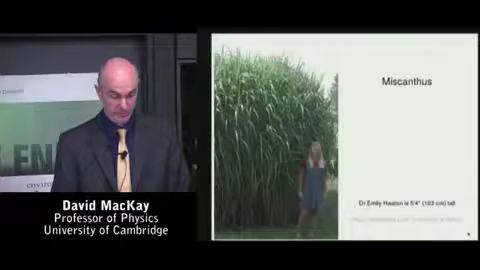 Miscanthus
Dr Emily Heaton is 5'4" (163 cm) tall
David MacKay
Professor of Physics
University of Cambridge